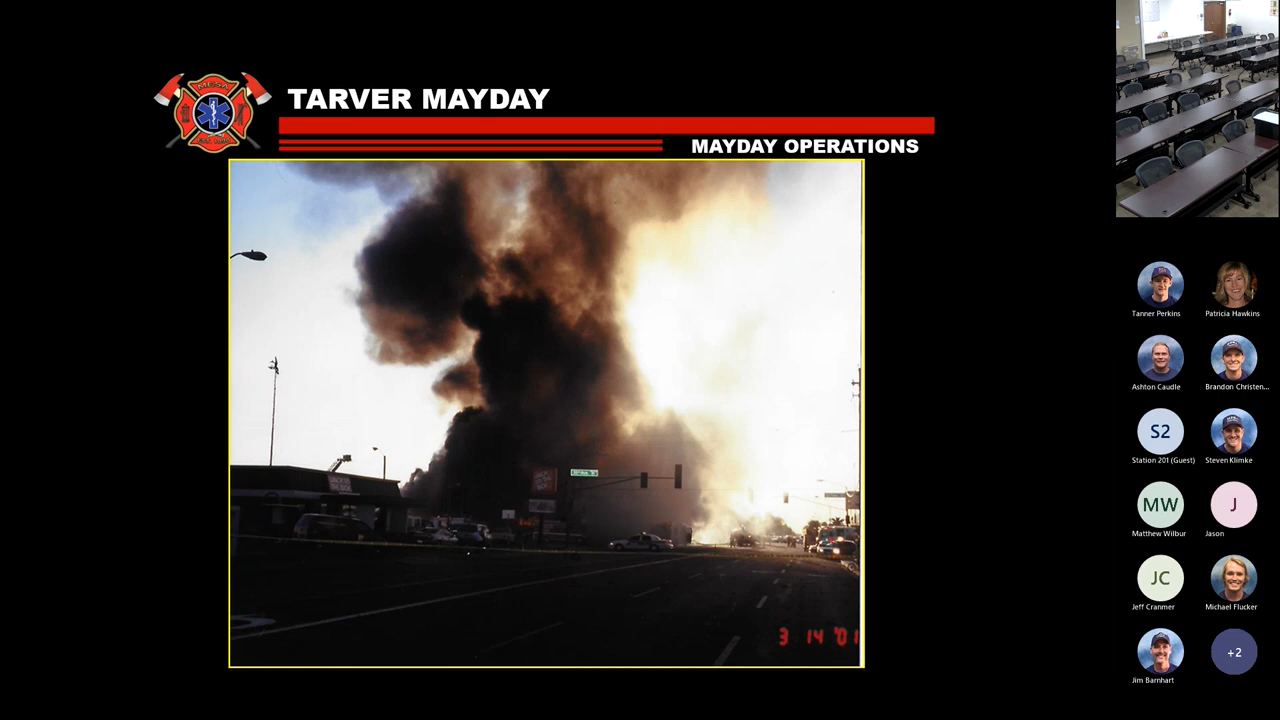 TARVER MAYDAY
MAYDAY OPERATIONS
MESA
3 14 '01
Tanner Perkins
Patricia Hawkins
Ashton Caudle
Brandon Christen...
S2
Station 201 (Guest)
Steven Klimke
MW
Matthew Wilbur
J
Jason
JC
Jeff Cranmer
Michael Flucker
Jim Barnhart
+2